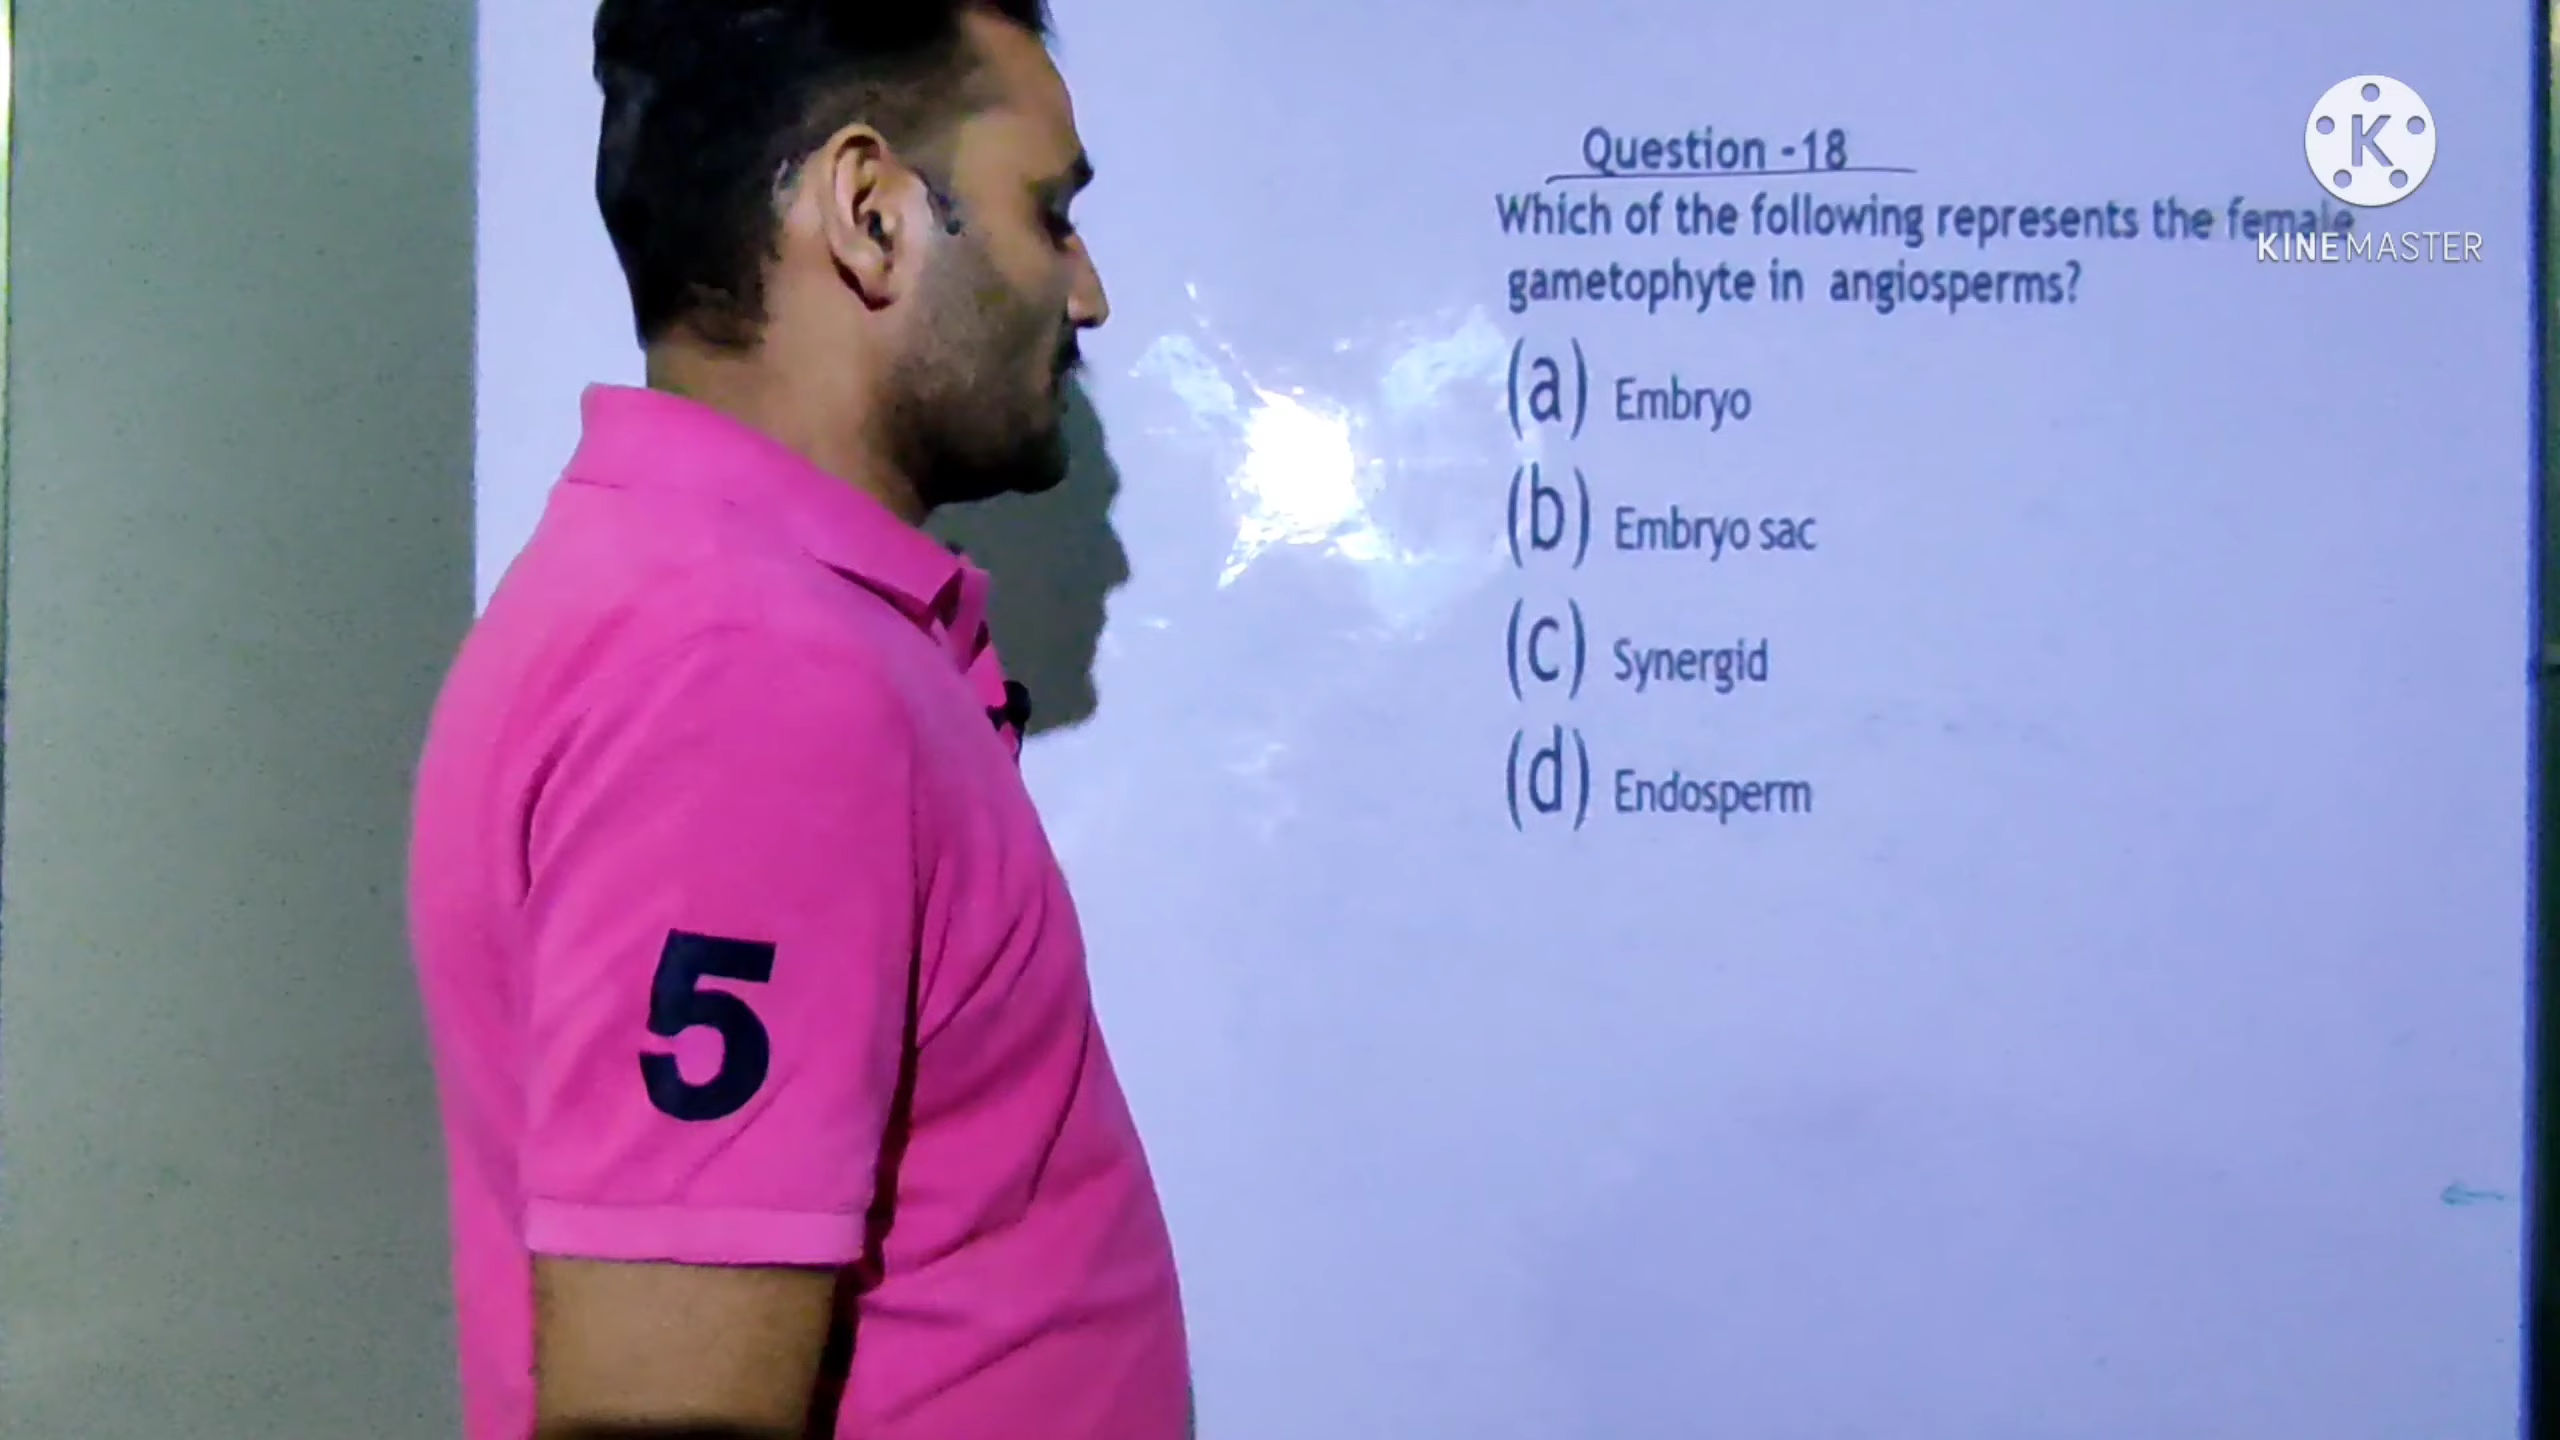 Question -18
Which of the following represents the female
gametophyte in angiosperms?
(a) Embryo
(b) Embryo sac
(c) Synergid
(d) Endosperm
K
KINEMASTER
5